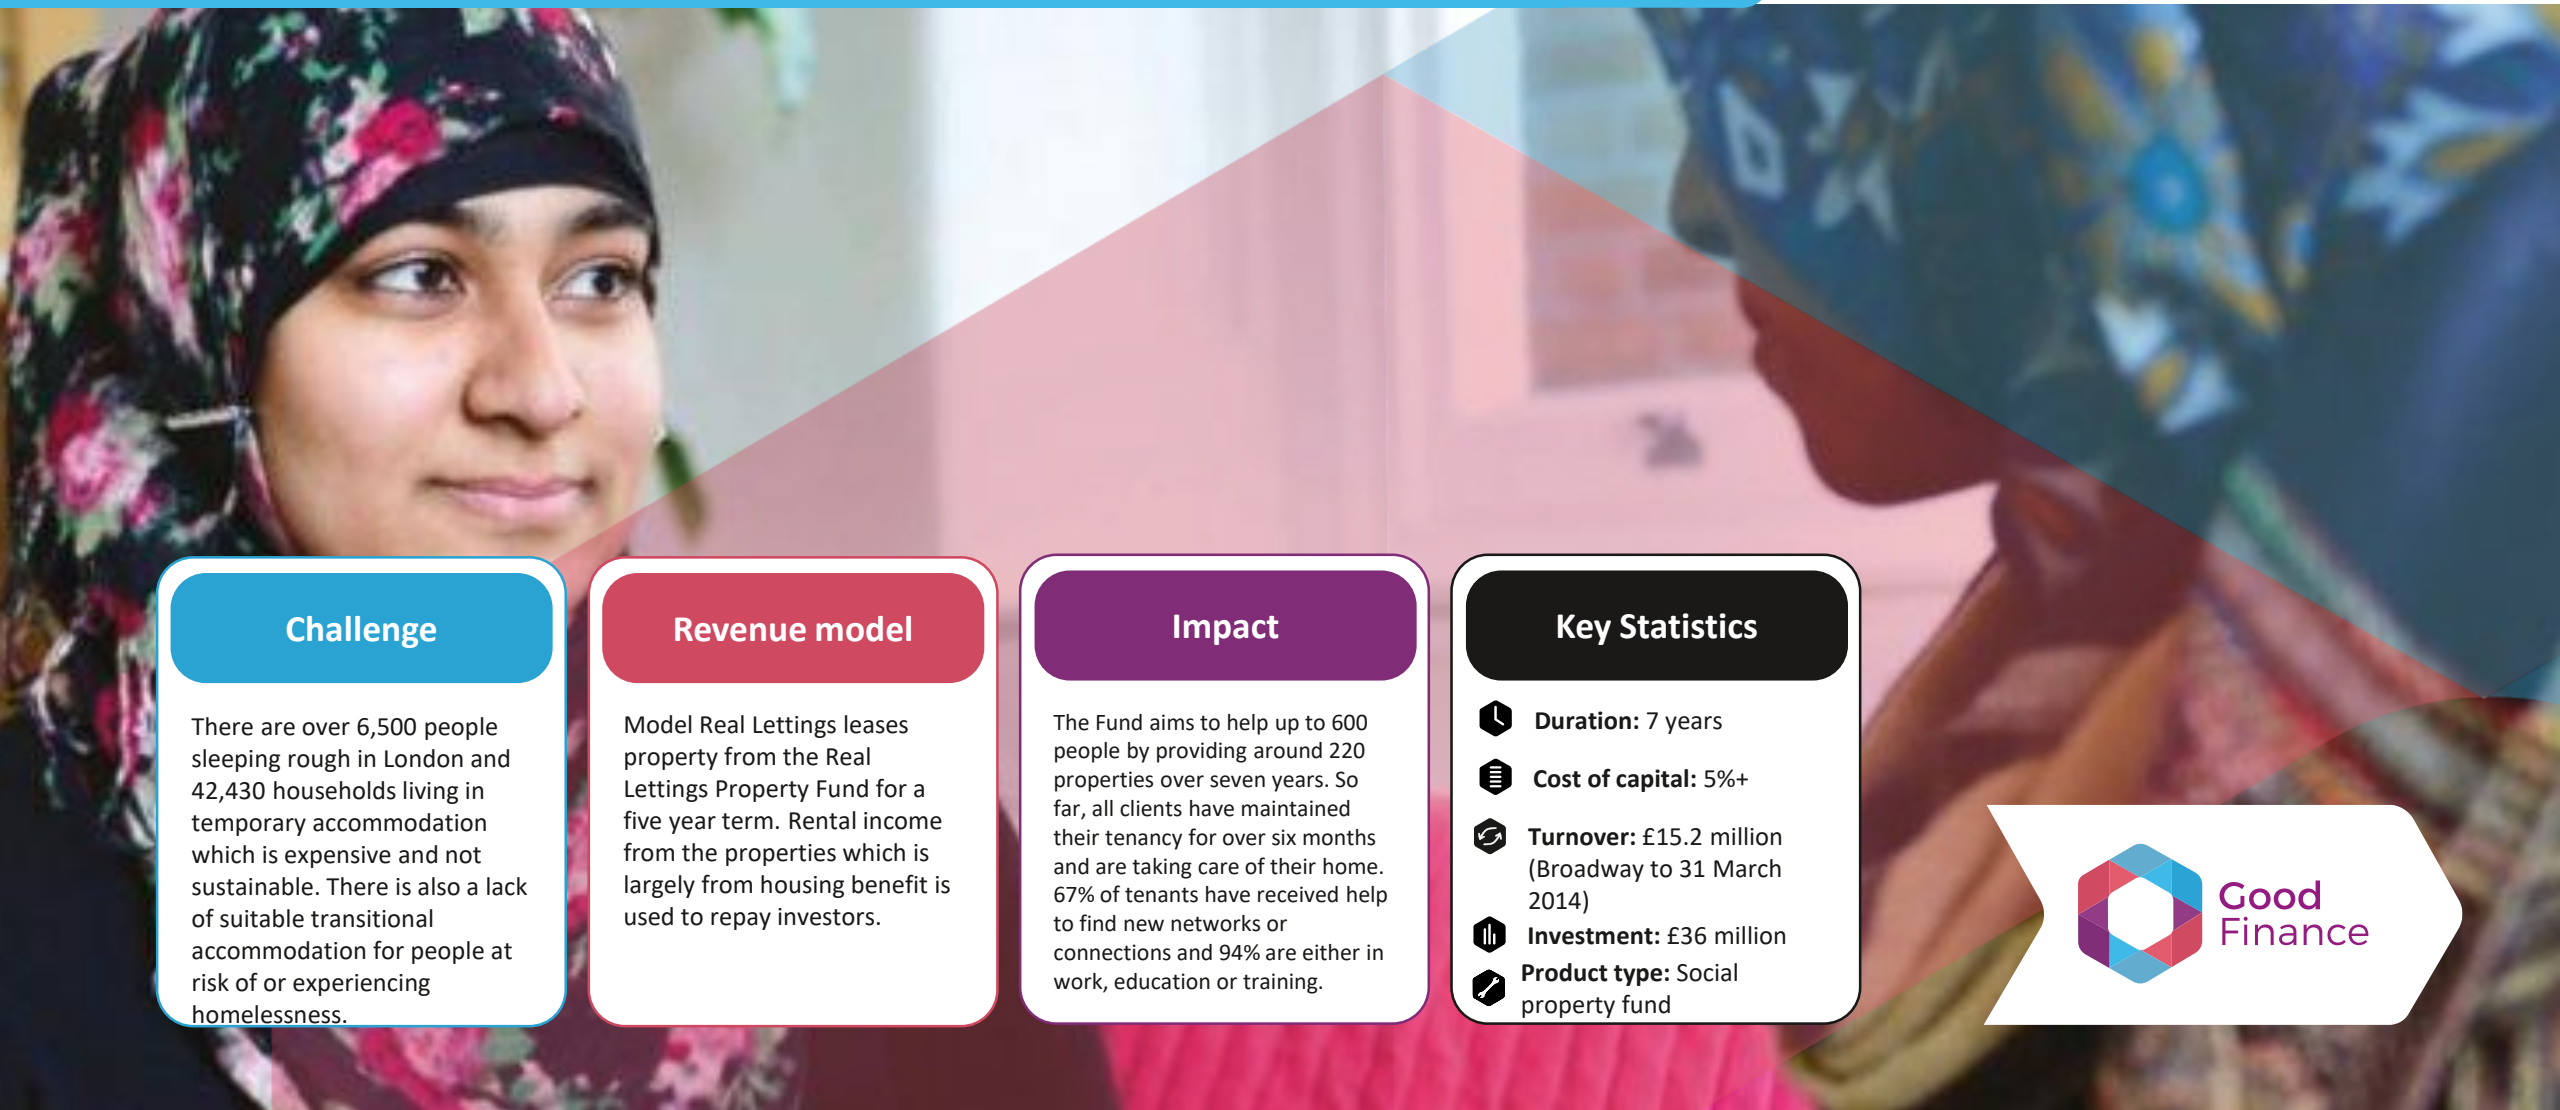 Challenge
There are over 6,500 people
sleeping rough in London and
42,430 households living in
temporary accommodation
which is expensive and not
sustainable. There is also a lack
of suitable transitional
accommodation for people at
risk of or experiencing
homelessness.
Revenue model
Model Real Lettings leases
property from the Real
Lettings Property Fund for a
five year term. Rental income
from the properties which is
largely from housing benefit is
used to repay investors.
Impact
The Fund aims to help up to 600
people by providing around 220
properties over seven years. So
far, all clients have maintained
their tenancy for over six months
and are taking care of their home.
67% of tenants have received help
to find new networks or
connections and 94% are either in
work, education or training.
Key Statistics
Duration: 7 years
Cost of capital: 5%+
Turnover: £15.2 million
(Broadway to 31 March
2014)
Investment: £36 million
Product type: Social
property fund
Good
Finance